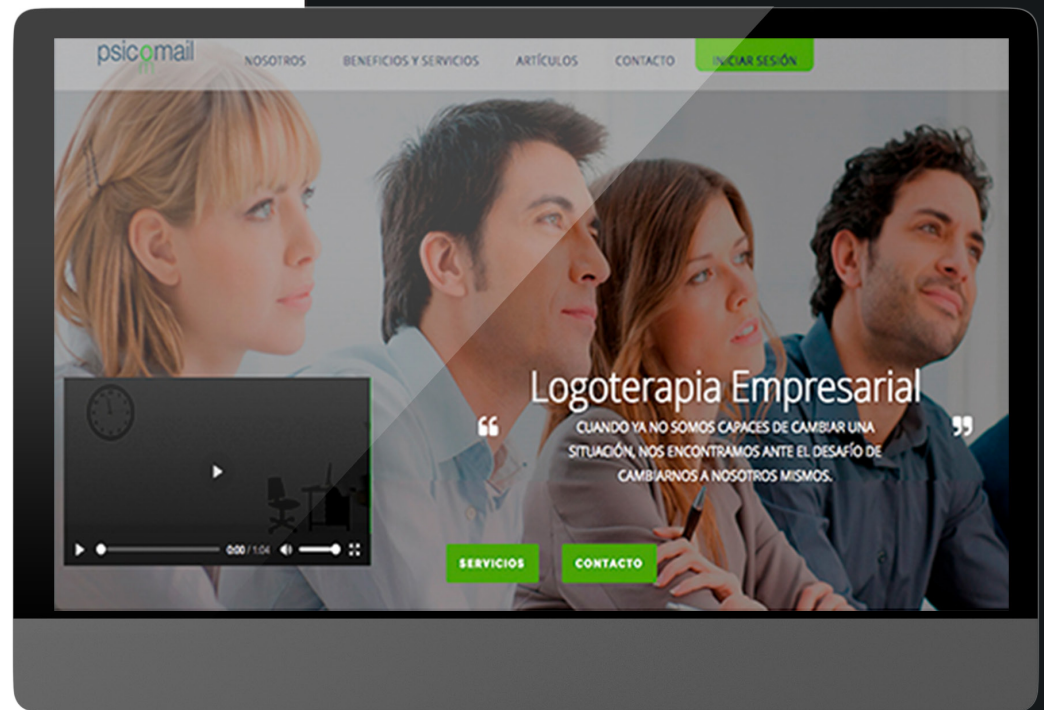 psicomail
NOSOTROS
BENEFICIOS Y SERVICIOS
ARTÍCULOS
CONTACTO
INICIAR SESIÓN
Logoterapia Empresarial
“ CUANDO YA NO SOMOS CAPACES DE CAMBIAR UNA ”
SITUACIÓN, NOS ENCONTRAMOS ANTE EL DESAFÍO DE
CAMBIARNOS A NOSOTROS MISMOS.
0:00 / 1:04
SERVICIOS
CONTACTO